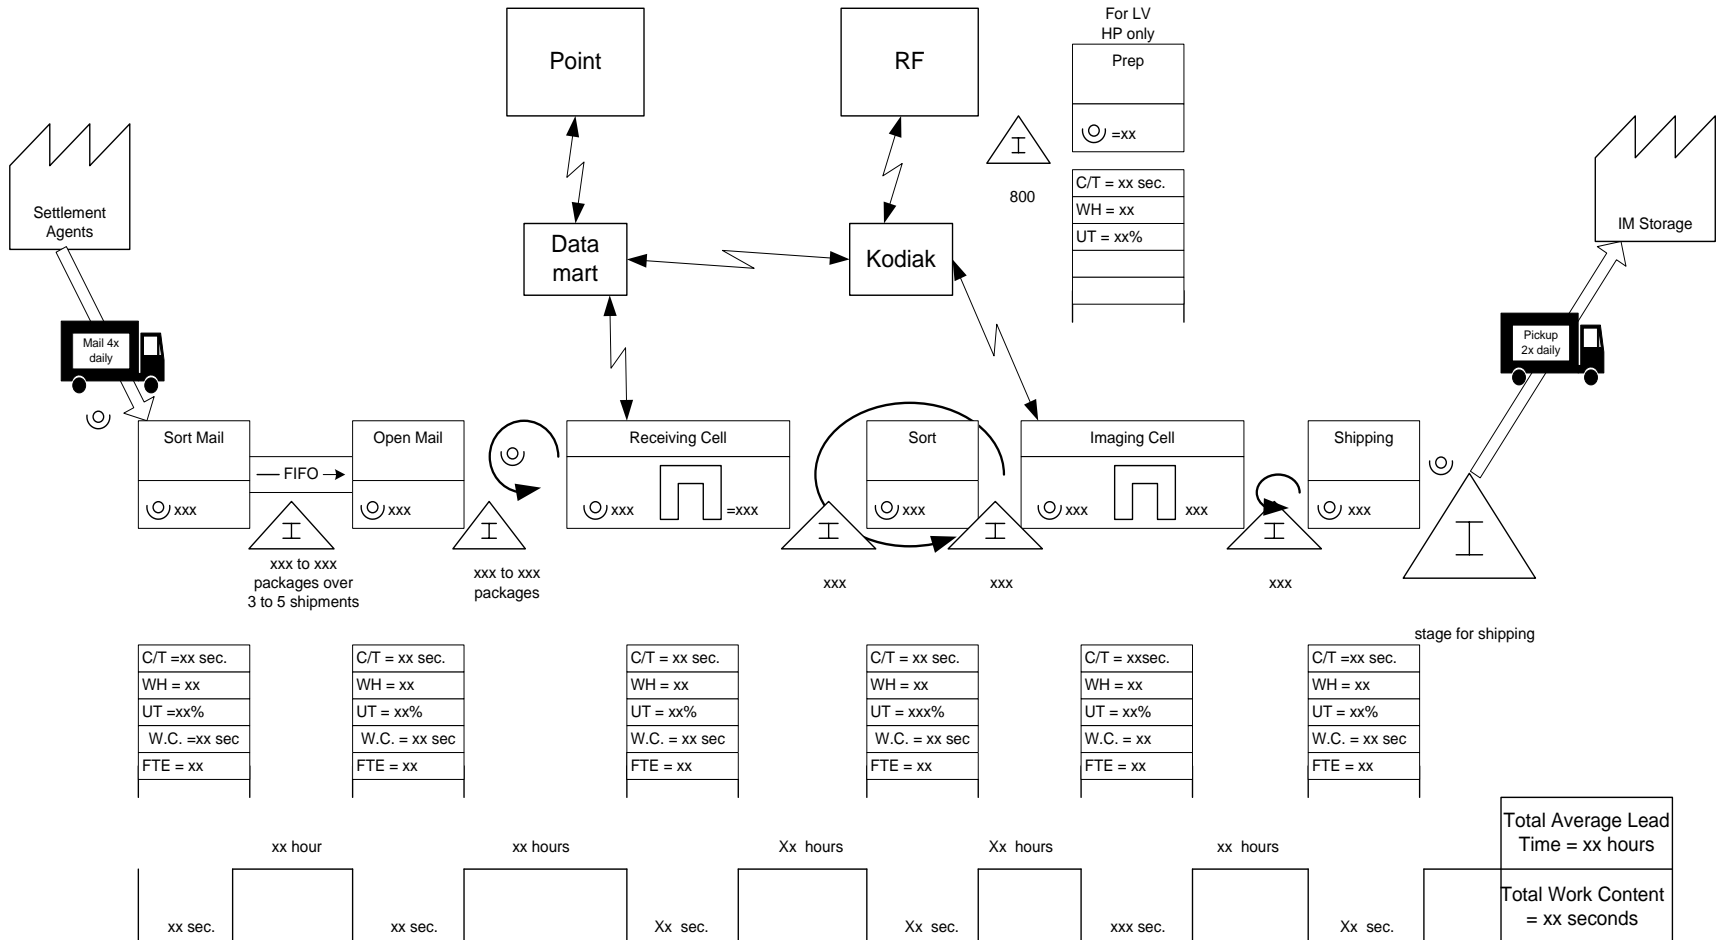 For LV
HP only
Point
RF
Prep
=xx
I
800
C/T = xx sec.
WH = xx
UT = xx%
Settlement
Agents
IM Storage
Data
mart
Kodiak
Mail 4x
daily
Pickup
2x daily
Sort Mail
FIFO
Open Mail
Receiving Cell
Sort
Imaging Cell
Shipping
xxx
xxx
xxx
=xxx
xxx
xxx
xxx
xxx
I
I
I
I
I
I
xxx to xxx
packages over
3 to 5 shipments
xxx to xxx
packages
xxx
xxx
xxx
stage for shipping
C/T =xx sec.
WH = xx
UT =xx%
W.C. =xx sec
FTE = xx
C/T = xx sec.
WH = xx
UT = xx%
W.C. = xx sec
FTE = xx
C/T = xx sec.
WH = xx
UT = xx%
W.C. = xx sec
FTE = xx
C/T = xx sec.
WH = xx
UT = xxx%
W.C. = xx sec
FTE = xx
C/T = xxsec.
WH = xx
UT = xx%
W.C. = xx
FTE = xx
C/T =xx sec.
WH = xx
UT = xx%
W.C. = xx sec
FTE = xx
xx hour
xx hours
Xx hours
Xx hours
xx hours
Total Average Lead
Time = xx hours
xx sec.
xx sec.
Xx sec.
Xx sec.
xxx sec.
Xx sec.
Total Work Content
= xx seconds